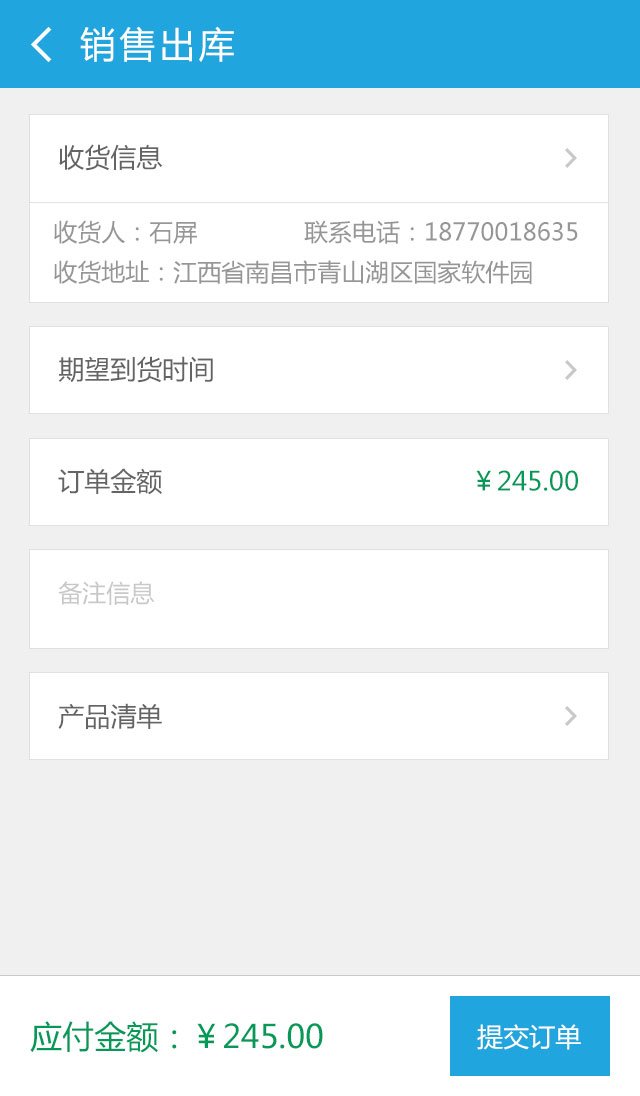 销售出库
收货信息
收货人：石屏 联系电话：18770018635
收货地址：江西省南昌市青山湖区国家软件园
期望到货时间
订单金额 ¥245.00
备注信息
产品清单
应付金额：¥245.00 提交订单